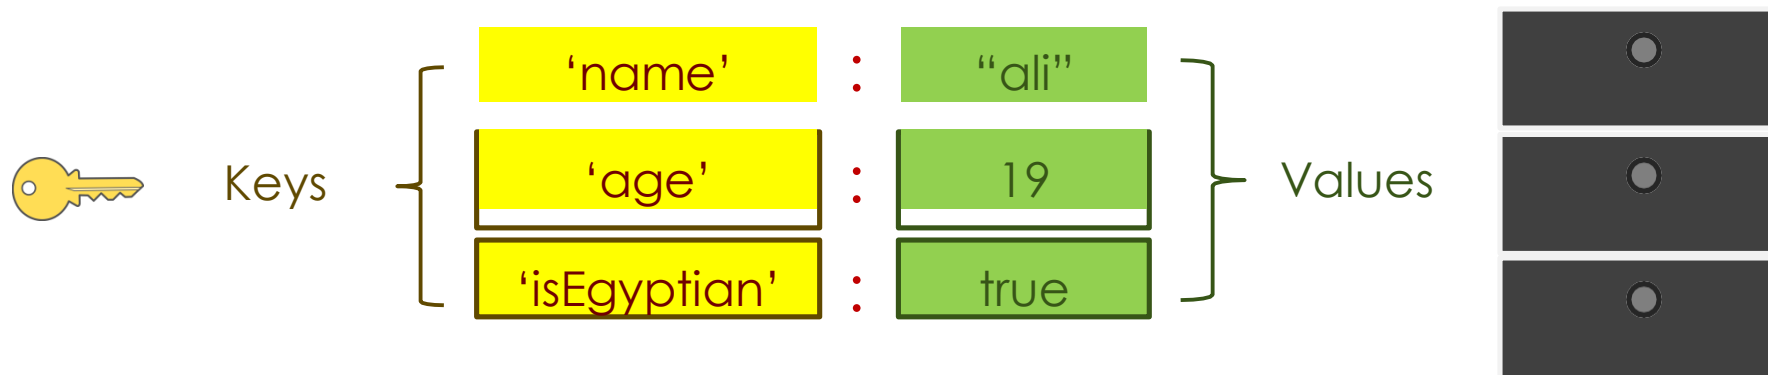 ‘name’ : “ali”
Keys ‘age’ : 19 Values
‘isEgyptian’ : true